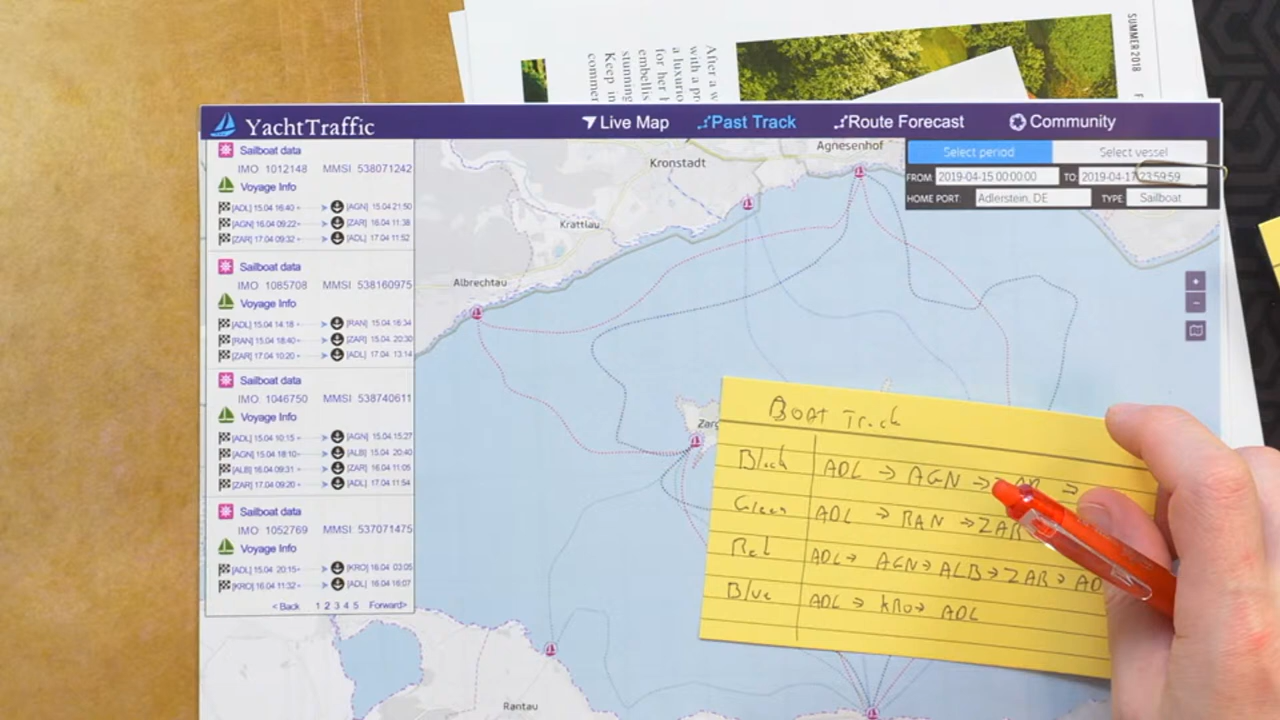 SUMMER 2018 F
After a w
with a pr
a luxurio
for her l
embellis
stunning
Keep in
commer
YachtTraffic
Live Map
Past Track
Route Forecast
Community
Sailboat data
IMO 1012148 MMSI 538071242
Voyage Info
[ADL] 15.04 16:40 [AGN] 15.04 21:50
[AGN] 16.04 09:22 [ZAR] 16.04 11:38
[ZAR] 17.04 09:32 [ADL] 17.04 11:52
Sailboat data
IMO 1085708 MMSI 538160975
Voyage Info
[ADL] 15.04 14:18 [RAN] 15.04 16:34
[RAN] 15.04 18:40 [ZAR] 15.04 20:30
[ZAR] 17.04 10:20 [ADL] 17.04 13:14
Sailboat data
IMO 1046750 MMSI 538740611
Voyage Info
[ADL] 15.04 10:15 [AGN] 15.04 15:27
[AGN] 15.04 18:10 [ALB] 15.04 20:40
[ALB] 16.04 09:31 [ZAR] 16.04 11:05
[ZAR] 17.04 09:20 [ADL] 17.04 11:54
Sailboat data
IMO 1052769 MMSI 537071475
Voyage Info
[ADL] 15.04 20:15 [KRO] 16.04 03:05
[KRO] 16.04 11:32 [ADL] 16.04 16:07
< Back 1 2 3 4 5 Forward>
Select period
Select vessel
FROM: 2019-04-15 00:00:00 TO: 2019-04-17 23:59:59
HOME PORT: Adlerstein, DE TYPE Sailboat
+
−
Agnesenhof
Kronstadt
Krattlau
Albrechtau
Zarg
Rantau
Boat Track
Black ADL → AGN → ZAR →
Green ADL → RAN → ZAR
Red ADL → AGN → ALB → ZAR → AD
Blue ADL → KRO → ADL